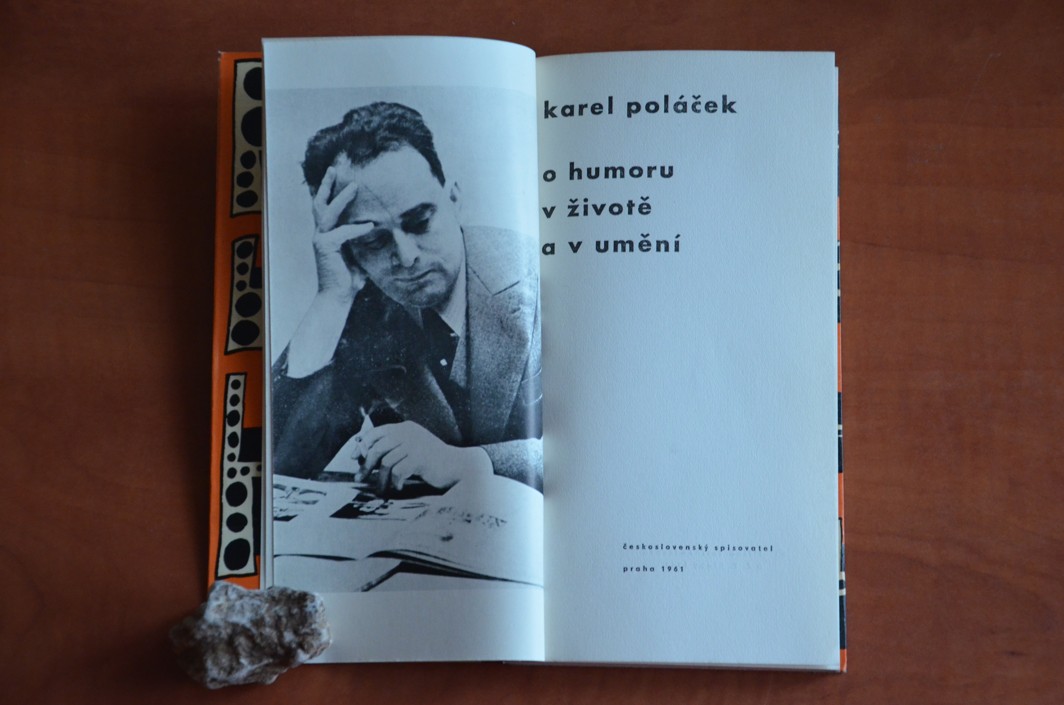 karel poláček
o humoru
v životě
a v umění
československý spisovatel
praha 1961